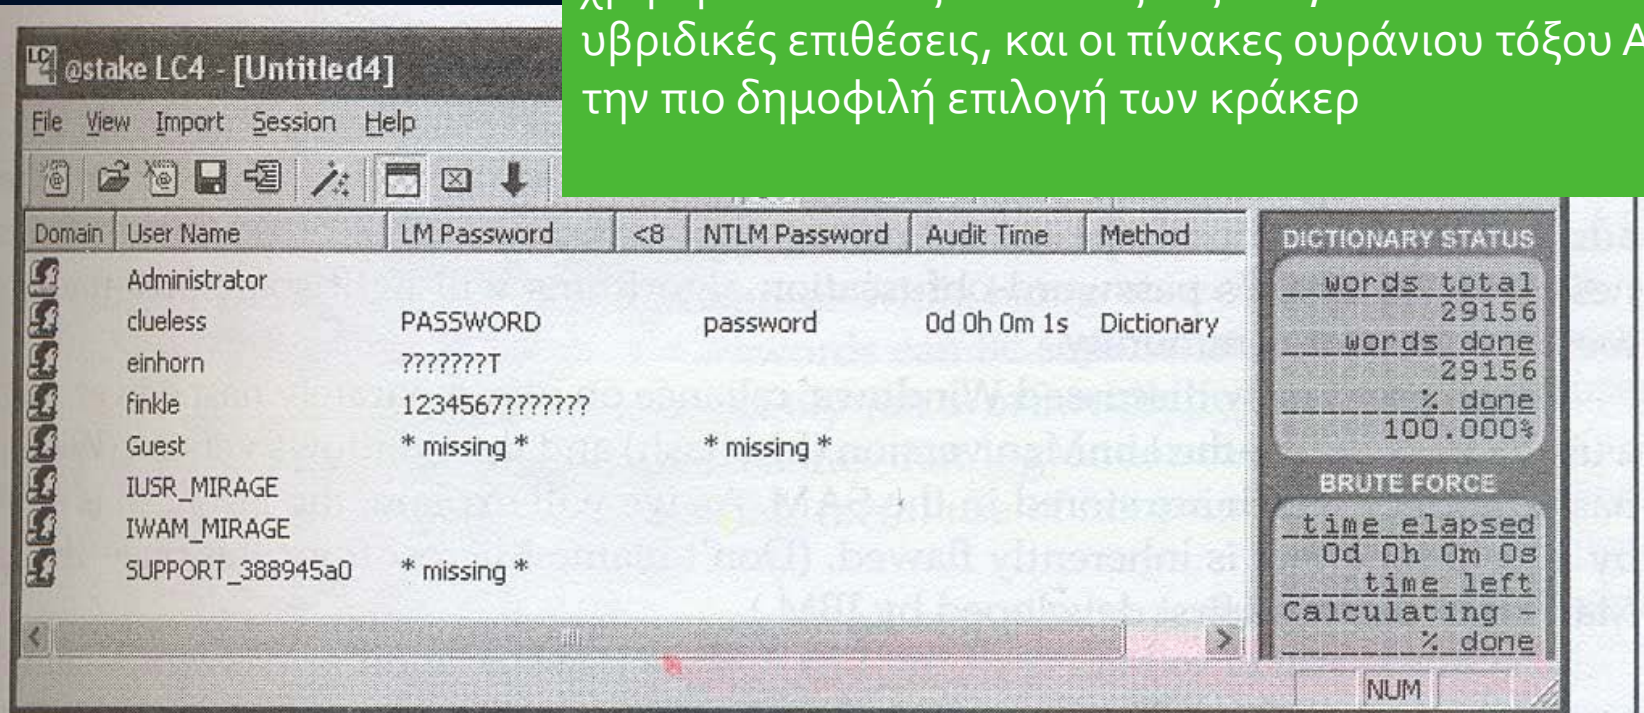 υβριδικές επιθέσεις, και οι πίνακες ουράνιου τόξου
την πιο δημοφιλή επιλογή των κράκερ
LC4 @stake LC4 - [Untitled4]
File View Import Session Help
Domain User Name LM Password <8 NTLM Password Audit Time Method
Administrator
clueless PASSWORD password 0d 0h 0m 1s Dictionary
einhorn ???????T
finkle 1234567???????
Guest * missing * * missing *
IUSR_MIRAGE
IWAM_MIRAGE
SUPPORT_388945a0 * missing *
DICTIONARY STATUS
words total
29156
words done
29156
% done
100.000%
BRUTE FORCE
time elapsed
0d 0h 0m 0s
time left
Calculating -
% done
NUM